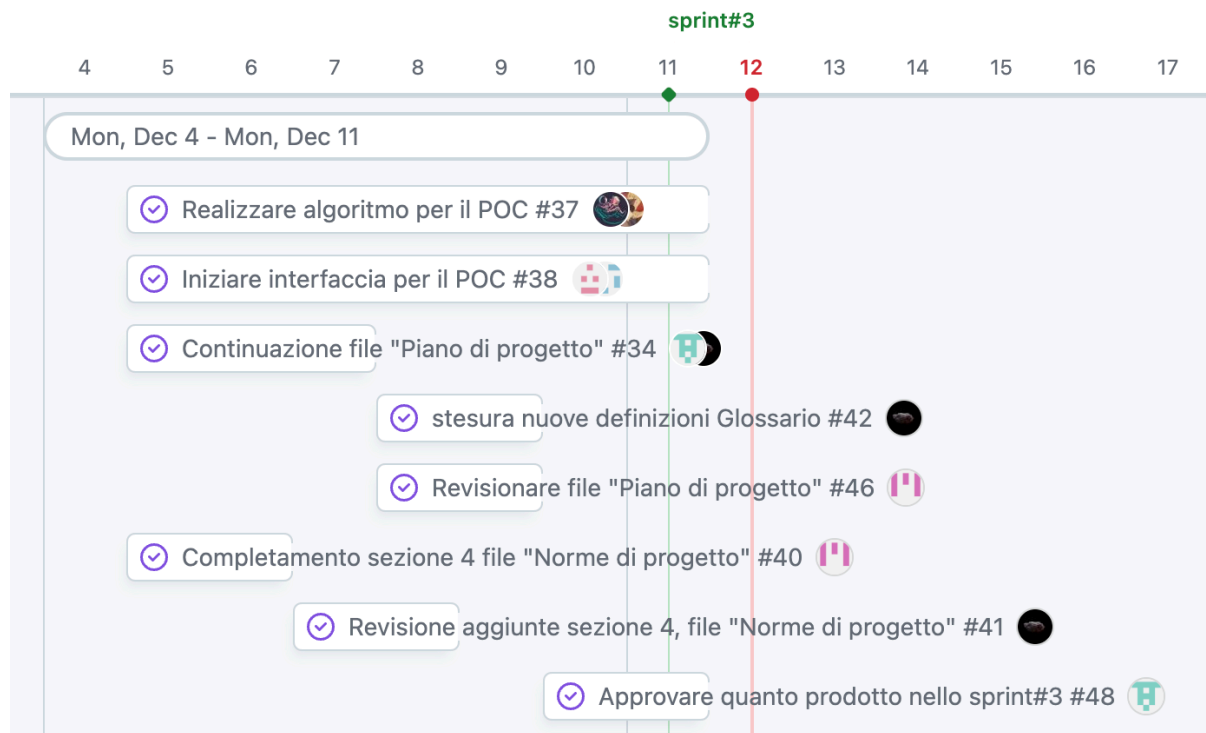 sprint#3
4 5 6 7 8 9 10 11 12 13 14 15 16 17
Mon, Dec 4 - Mon, Dec 11
Realizzare algoritmo per il POC #37
Iniziare interfaccia per il POC #38
Continuazione file "Piano di progetto" #34
stesura nuove definizioni Glossario #42
Revisionare file "Piano di progetto" #46
Completamento sezione 4 file "Norme di progetto" #40
Revisione aggiunte sezione 4, file "Norme di progetto" #41
Approvare quanto prodotto nello sprint#3 #48